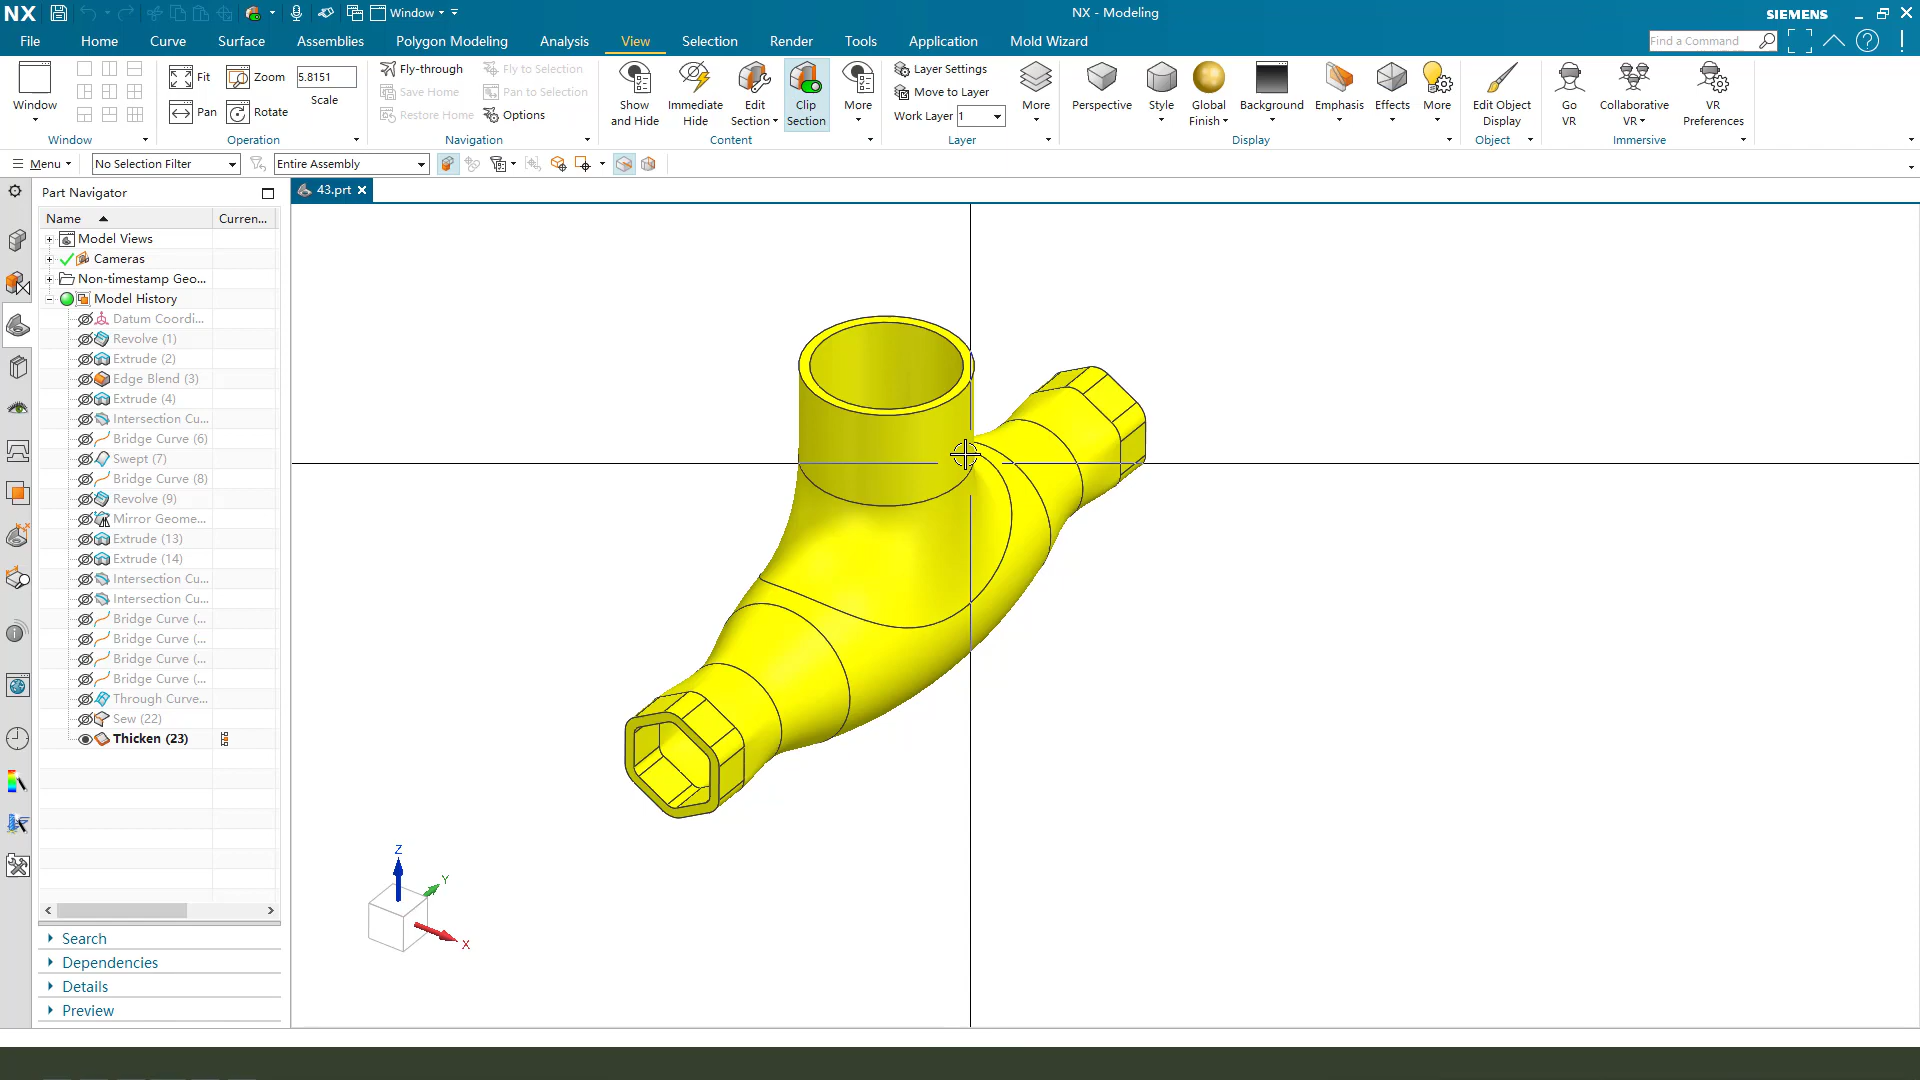 NX
Window
NX - Modeling
SIEMENS
File Home Curve Surface Assemblies Polygon Modeling Analysis View Selection Render Tools Application Mold Wizard
Find a Command
Window
Window
Fit
Zoom
5.8151
Pan
Rotate
Scale
Operation
Fly-through
Fly to Selection
Save Home
Pan to Selection
Restore Home
Options
Navigation
Show and Hide
Immediate Hide
Edit Section
Clip Section
More
Content
Layer Settings
Move to Layer
Work Layer 1
More
Layer
Perspective
Style
Global Finish
Background
Emphasis
Effects
More
Display
Edit Object Display
Object
Go VR
Collaborative VR
VR Preferences
Immersive
Menu
No Selection Filter
Entire Assembly
Part Navigator
43.prt
Name
Curren...
Model Views
Cameras
Non-timestamp Geo...
Model History
Datum Coordi...
Revolve (1)
Extrude (2)
Edge Blend (3)
Extrude (4)
Intersection Cu...
Bridge Curve (6)
Swept (7)
Bridge Curve (8)
Revolve (9)
Mirror Geome...
Extrude (13)
Extrude (14)
Intersection Cu...
Intersection Cu...
Bridge Curve (...
Bridge Curve (...
Bridge Curve (...
Bridge Curve (...
Through Curve...
Sew (22)
Thicken (23)
Search
Dependencies
Details
Preview
Z
Y
X